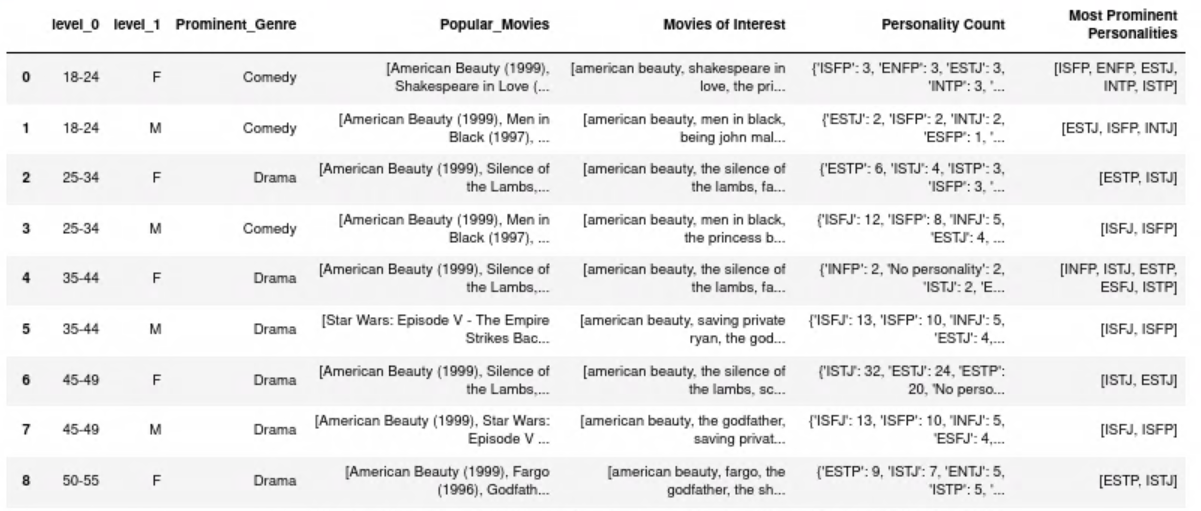 level_0 level_1 Prominent_Genre Popular_Movies Movies of Interest Personality Count Most Prominent Personalities
0 18-24 F Comedy [American Beauty (1999), Shakespeare in Love (... [american beauty, shakespeare in love, the pri... {'ISFP': 3, 'ENFP': 3, 'ESTJ': 3, 'INTP': 3, '... [ISFP, ENFP, ESTJ, INTP, ISTP]
1 18-24 M Comedy [American Beauty (1999), Men in Black (1997), ... [american beauty, men in black, being john mal... {'ESTJ': 2, 'ISFP': 2, 'INTJ': 2, 'ESFP': 1, '... [ESTJ, ISFP, INTJ]
2 25-34 F Drama [American Beauty (1999), Silence of the Lambs,... [american beauty, the silence of the lambs, fa... {'ESTP': 6, 'ISTJ': 4, 'ISTP': 3, 'ISFP': 3, '... [ESTP, ISTJ]
3 25-34 M Comedy [American Beauty (1999), Men in Black (1997), ... [american beauty, men in black, the princess b... {'ISFJ': 12, 'ISFP': 8, 'INFJ': 5, 'ESTJ': 4, ... [ISFJ, ISFP]
4 35-44 F Drama [American Beauty (1999), Silence of the Lambs,... [american beauty, the silence of the lambs, fa... {'INFP': 2, 'No personality': 2, 'ISTJ': 2, 'E... [INFP, ISTJ, ESTP, ESFJ, ISTP]
5 35-44 M Drama [Star Wars: Episode V - The Empire Strikes Bac... [american beauty, saving private ryan, the god... {'ISFJ': 13, 'ISFP': 10, 'INFJ': 5, 'ESTJ': 4,... [ISFJ, ISFP]
6 45-49 F Drama [American Beauty (1999), Silence of the Lambs,... [american beauty, the silence of the lambs, sc... {'ISTJ': 32, 'ESTJ': 24, 'ESTP': 20, 'No perso... [ISTJ, ESTJ]
7 45-49 M Drama [American Beauty (1999), Star Wars: Episode V ... [american beauty, the godfather, saving privat... {'ISFJ': 13, 'ISFP': 10, 'INFJ': 5, 'ESFJ': 4,... [ISFJ, ISFP]
8 50-55 F Drama [American Beauty (1999), Fargo (1996), Godfath... [american beauty, fargo, the godfather, the sh... {'ESTP': 9, 'ISTJ': 7, 'ENTJ': 5, 'ISTP': 5, '... [ESTP, ISTJ]